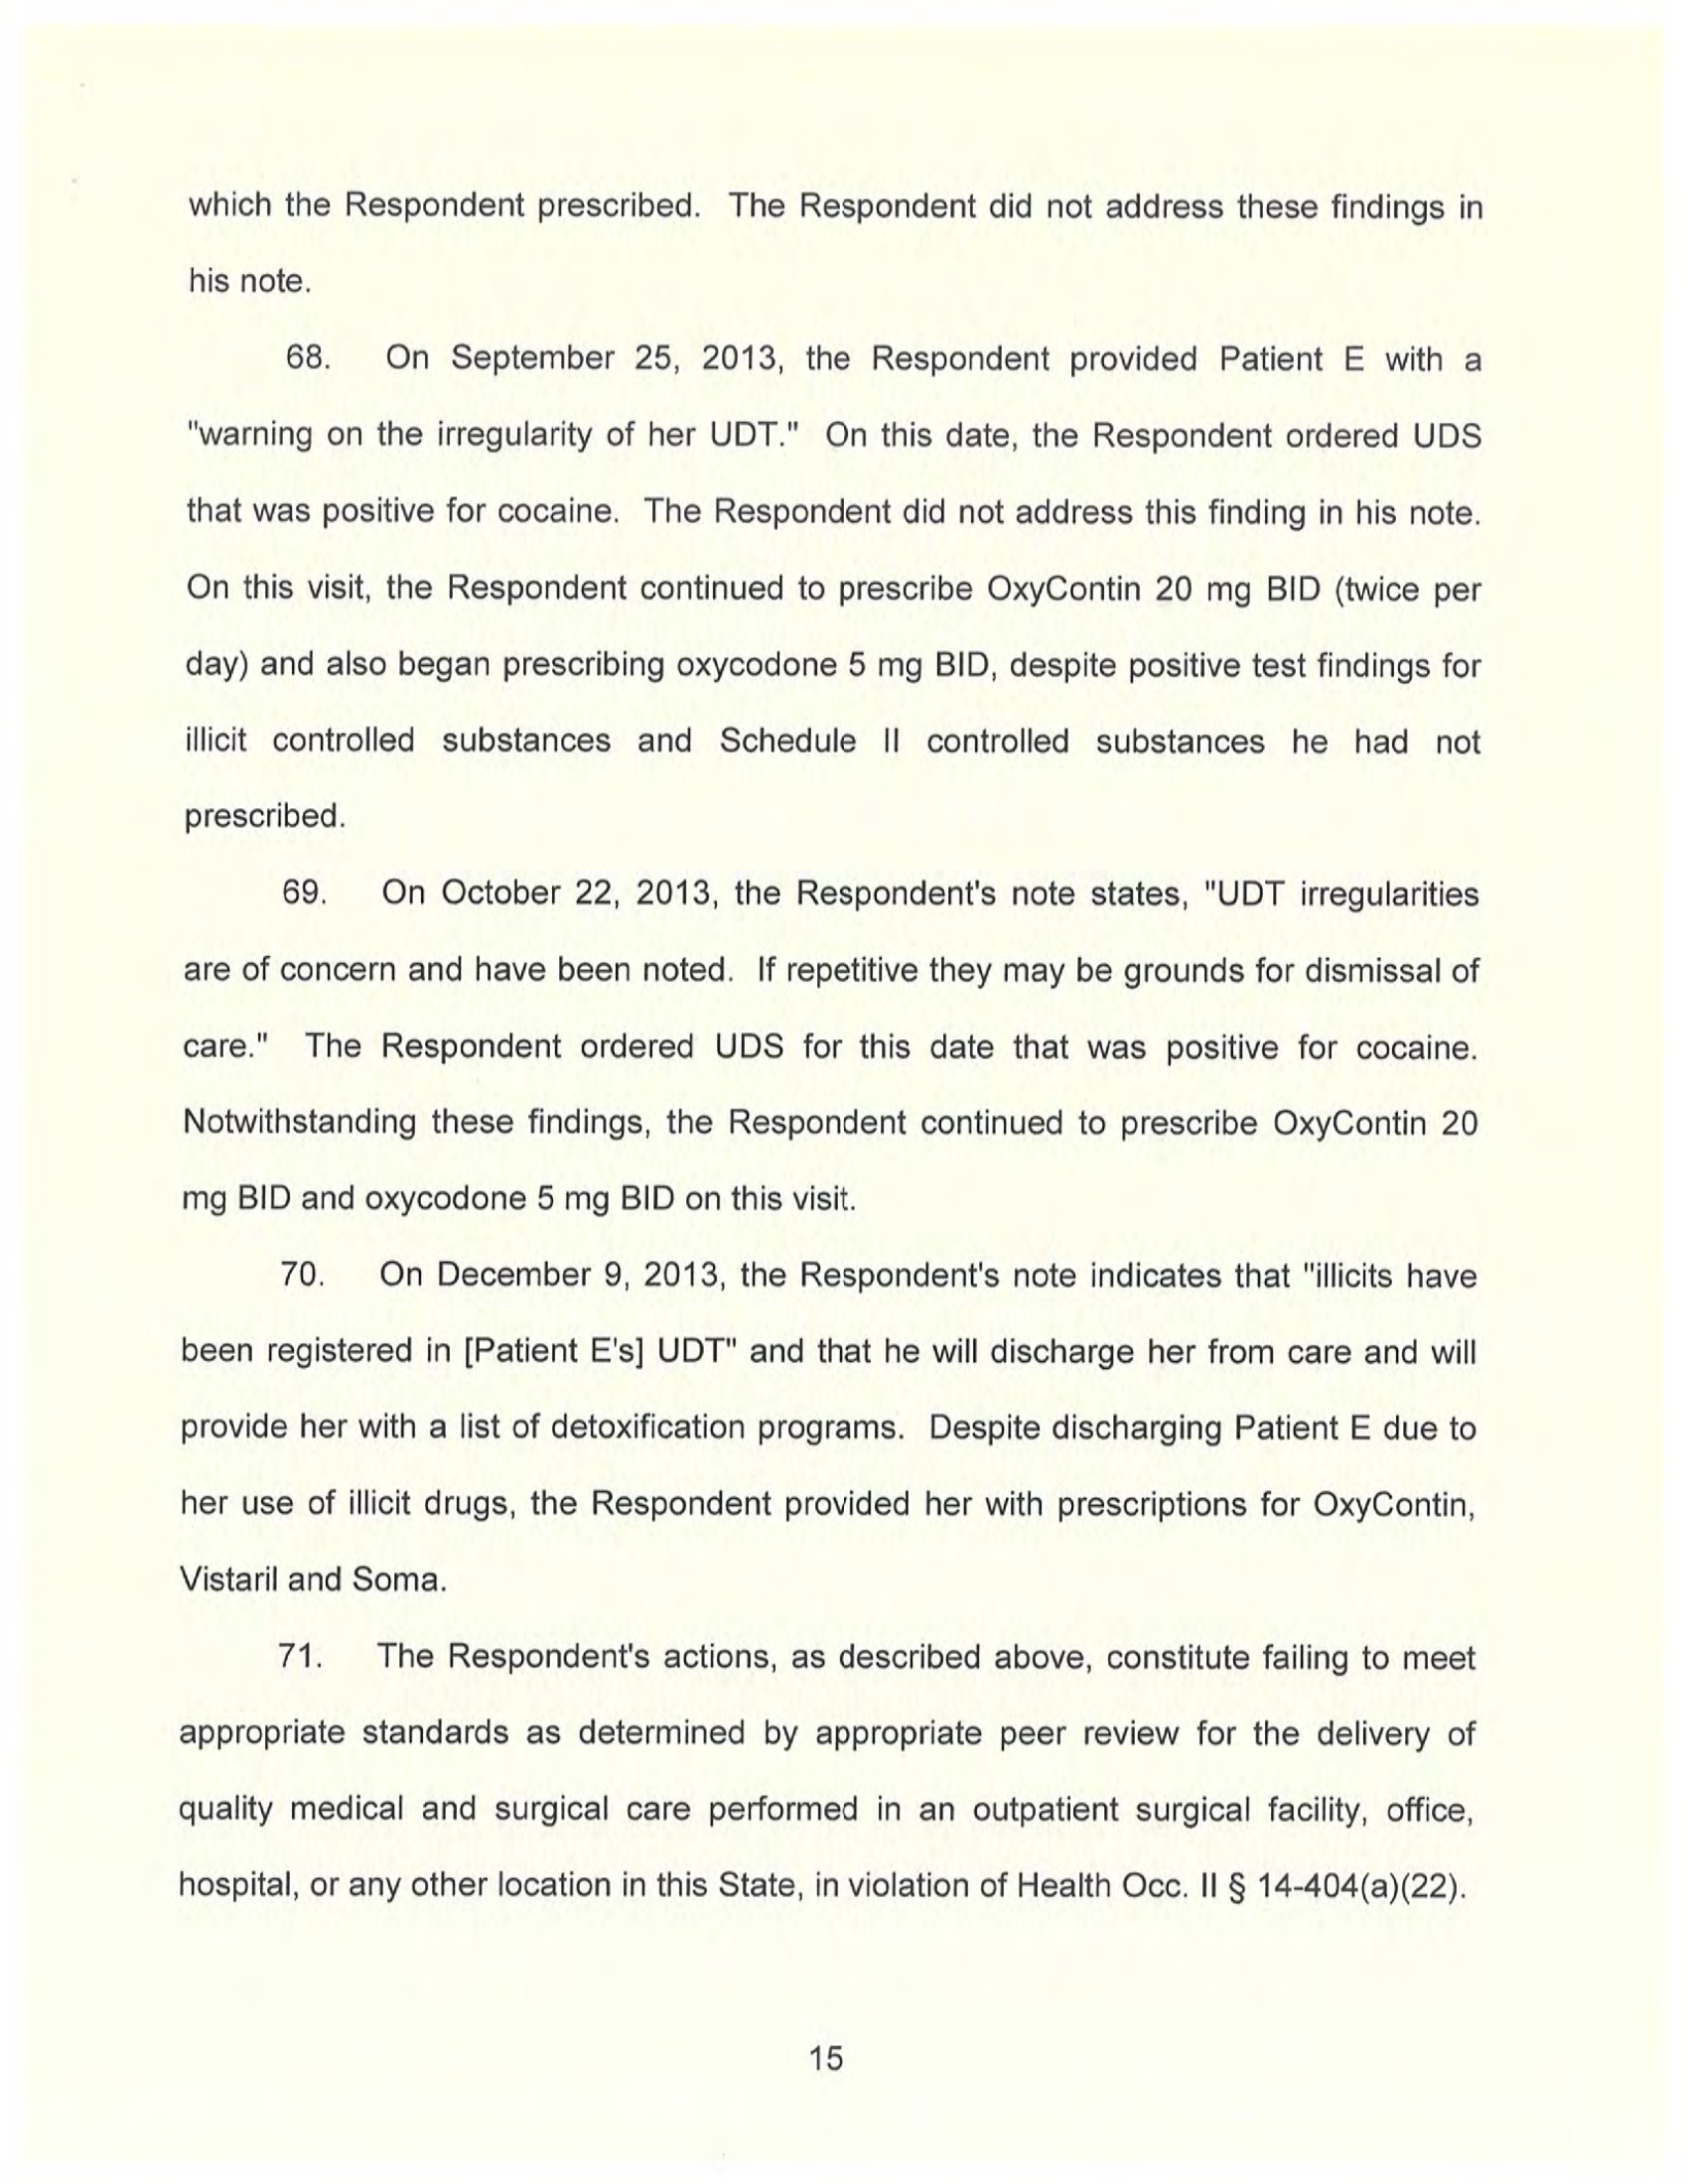 which the Respondent prescribed. The Respondent did not address these findings in
his note.
68. On September 25, 2013, the Respondent provided Patient E with a
"warning on the irregularity of her UDT." On this date, the Respondent ordered UDS
that was positive for cocaine. The Respondent did not address this finding in his note.
On this visit, the Respondent continued to prescribe OxyContin 20 mg BID (twice per
day) and also began prescribing oxycodone 5 mg BID, despite positive test findings for
illicit controlled substances and Schedule II controlled substances he had not
prescribed.
69. On October 22, 2013, the Respondent's note states, "UDT irregularities
are of concern and have been noted. If repetitive they may be grounds for dismissal of
care." The Respondent ordered UDS for this date that was positive for cocaine.
Notwithstanding these findings, the Respondent continued to prescribe OxyContin 20
mg BID and oxycodone 5 mg BID on this visit.
70. On December 9, 2013, the Respondent's note indicates that "illicits have
been registered in [Patient E's] UDT" and that he will discharge her from care and will
provide her with a list of detoxification programs. Despite discharging Patient E due to
her use of illicit drugs, the Respondent provided her with prescriptions for OxyContin,
Vistaril and Soma.
71. The Respondent's actions, as described above, constitute failing to meet
appropriate standards as determined by appropriate peer review for the delivery of
quality medical and surgical care performed in an outpatient surgical facility, office,
hospital, or any other location in this State, in violation of Health Occ. II § 14-404(a)(22).
15